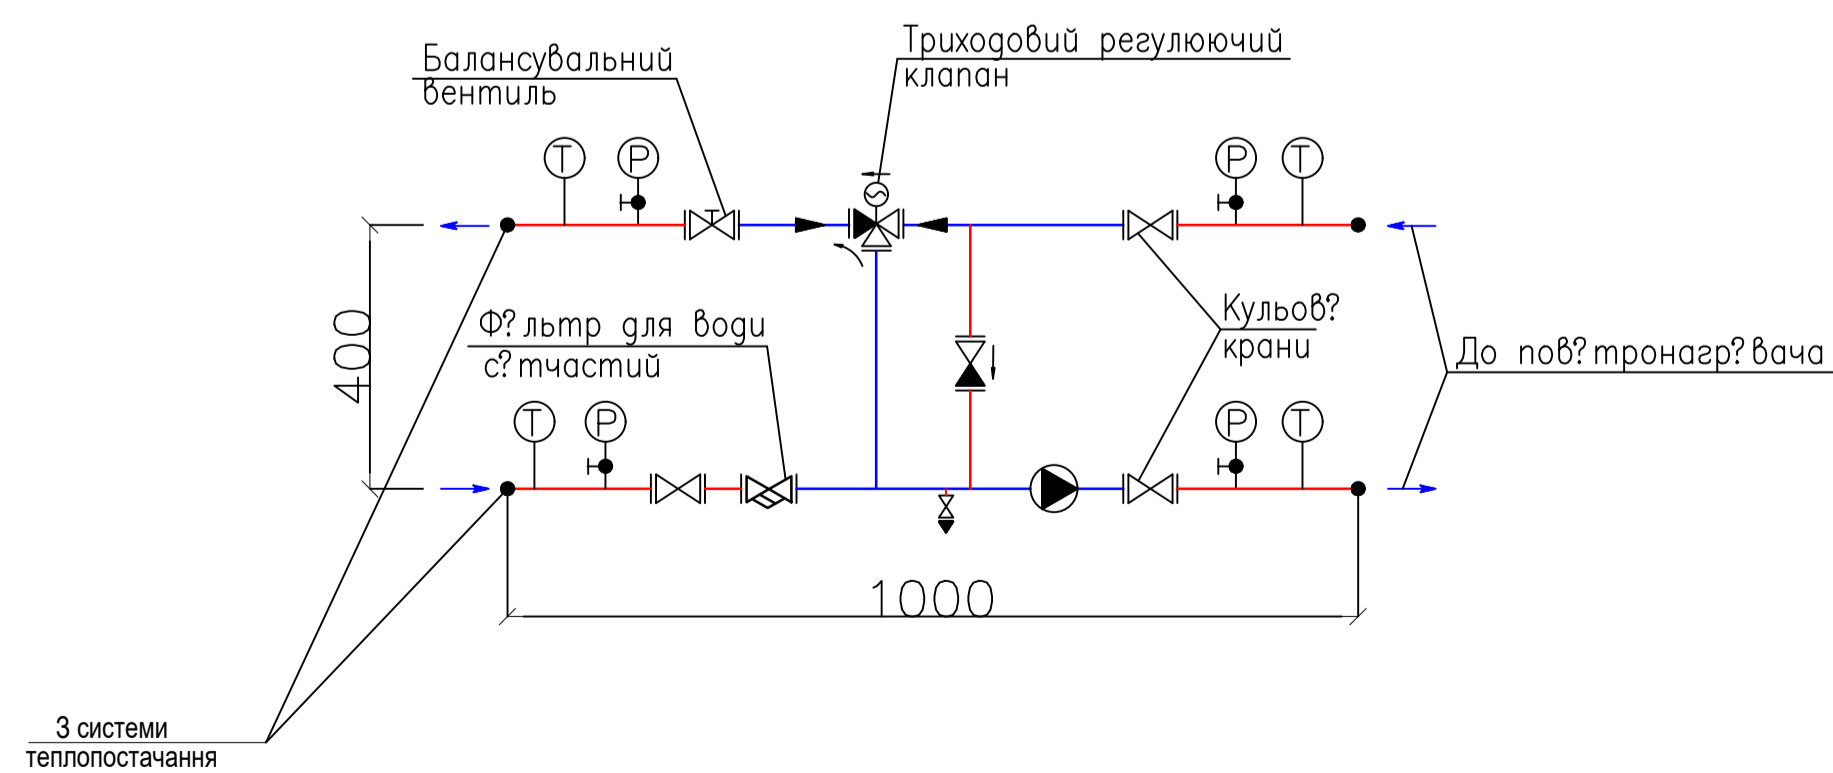 Триходовий регулюючий
клапан
Балансувальний
вентиль
T
P
P
T
Кульов?
крани
Ф?льтр для води
с?тчастий
400
До пов?тронагр?вача
T
P
P
T
1000
З системи
теплопостачання